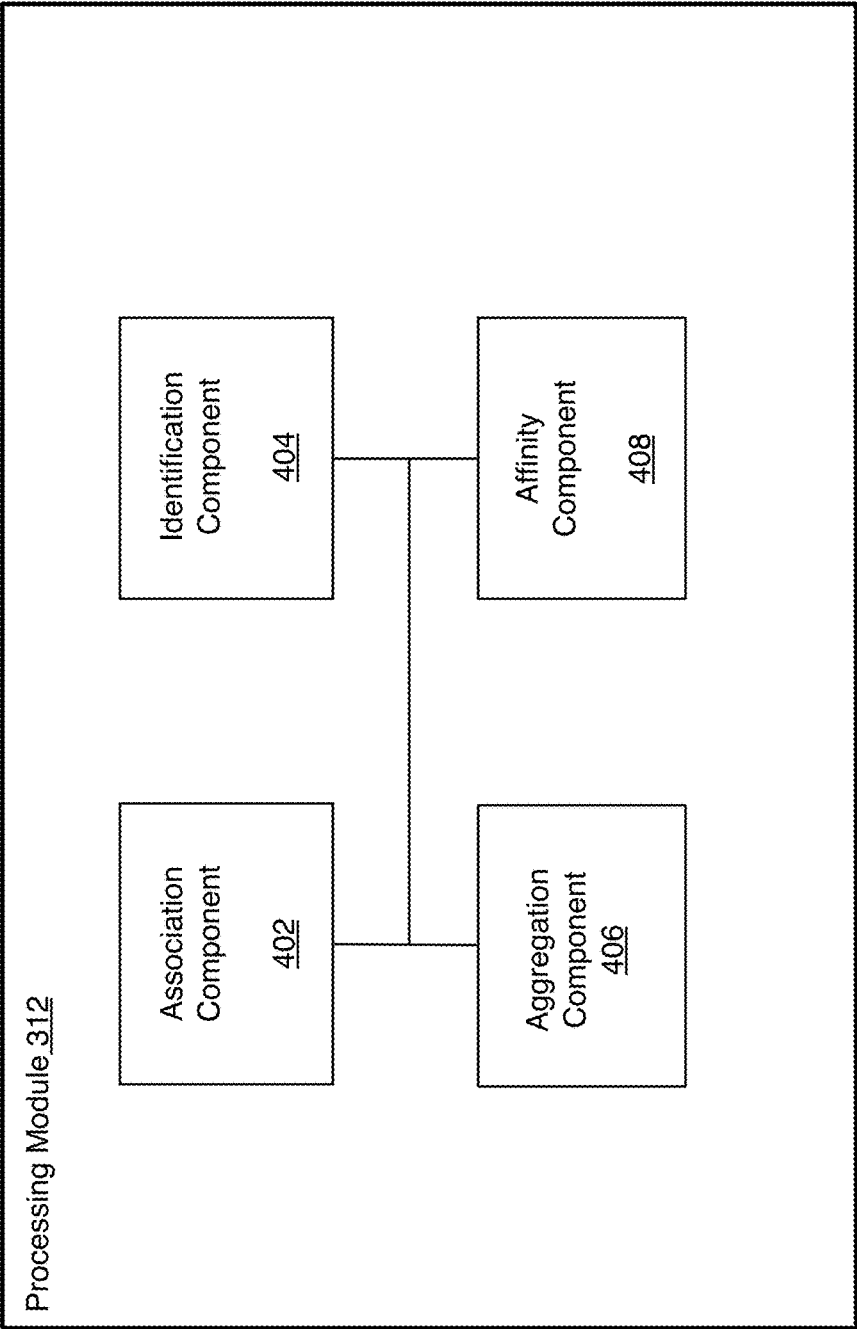 Processing Module 312
Association
Component
402
Identification
Component
404
Aggregation
Component
406
Affinity
Component
408